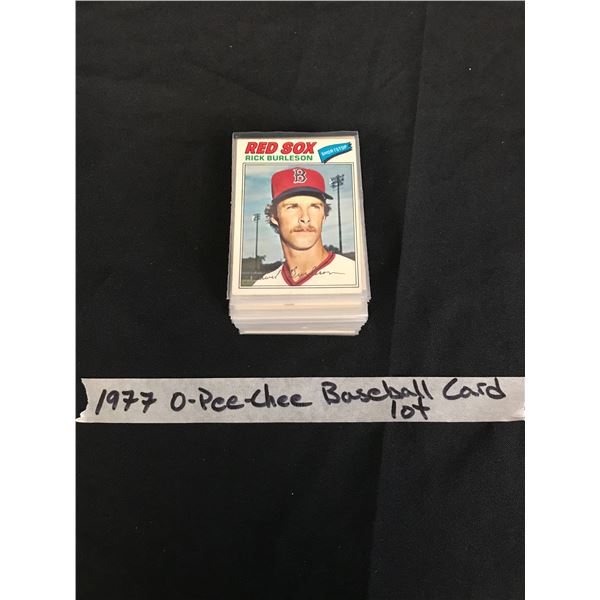 RED SOX
RICK BURLESON
SHORTSTOP
B
1977 O-Pee-Chee Baseball Card
lot